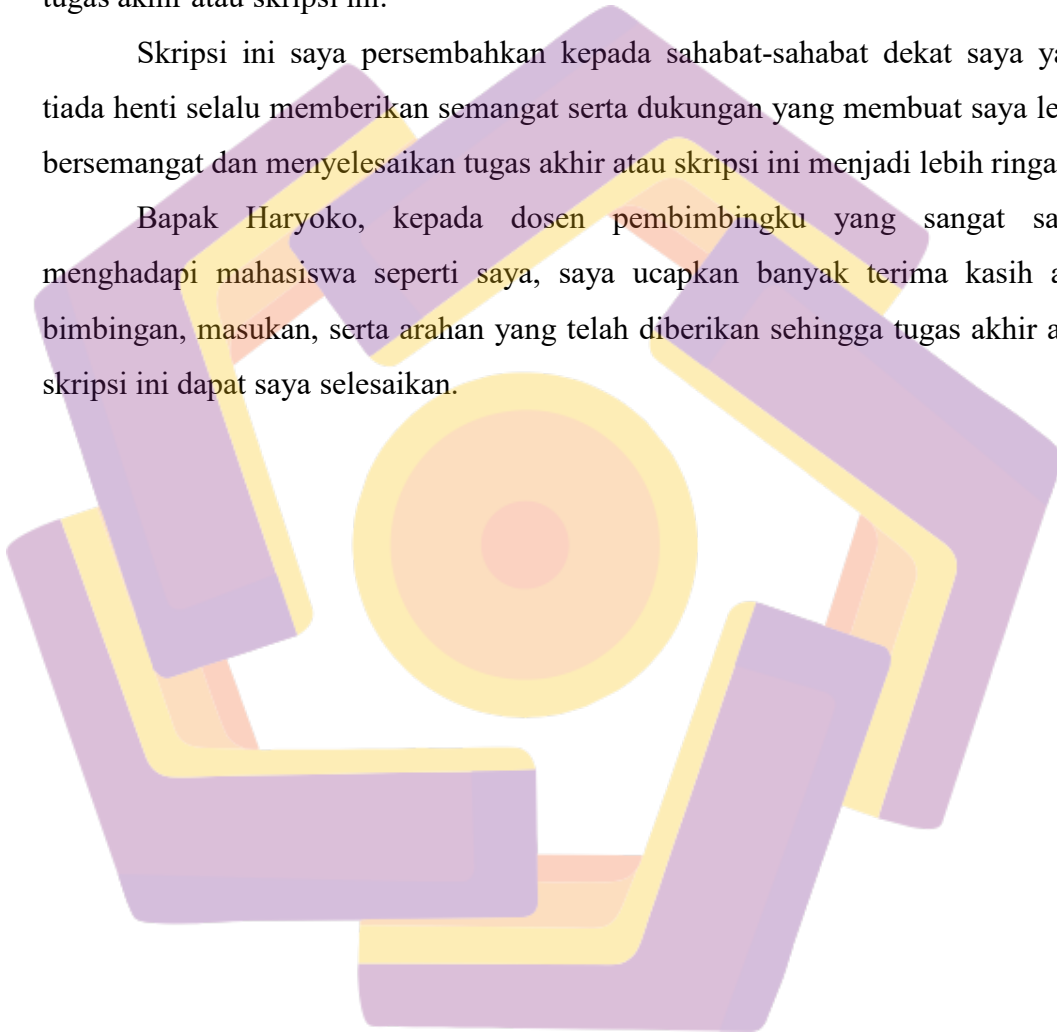 tugas akhir atau skripsi ini.
Skripsi ini saya persembahkan kepada sahabat-sahabat dekat saya
tiada henti selalu memberikan semangat serta dukungan yang membuat saya
bersemangat dan menyelesaikan tugas akhir atau skripsi ini menjadi lebih
Bapak Haryoko, kepada dosen pembimbingku yang sangat
menghadapi mahasiswa seperti saya, saya ucapkan banyak terima kasih
bimbingan, masukan, serta arahan yang telah diberikan sehingga tugas akhir
skripsi ini dapat saya selesaikan.